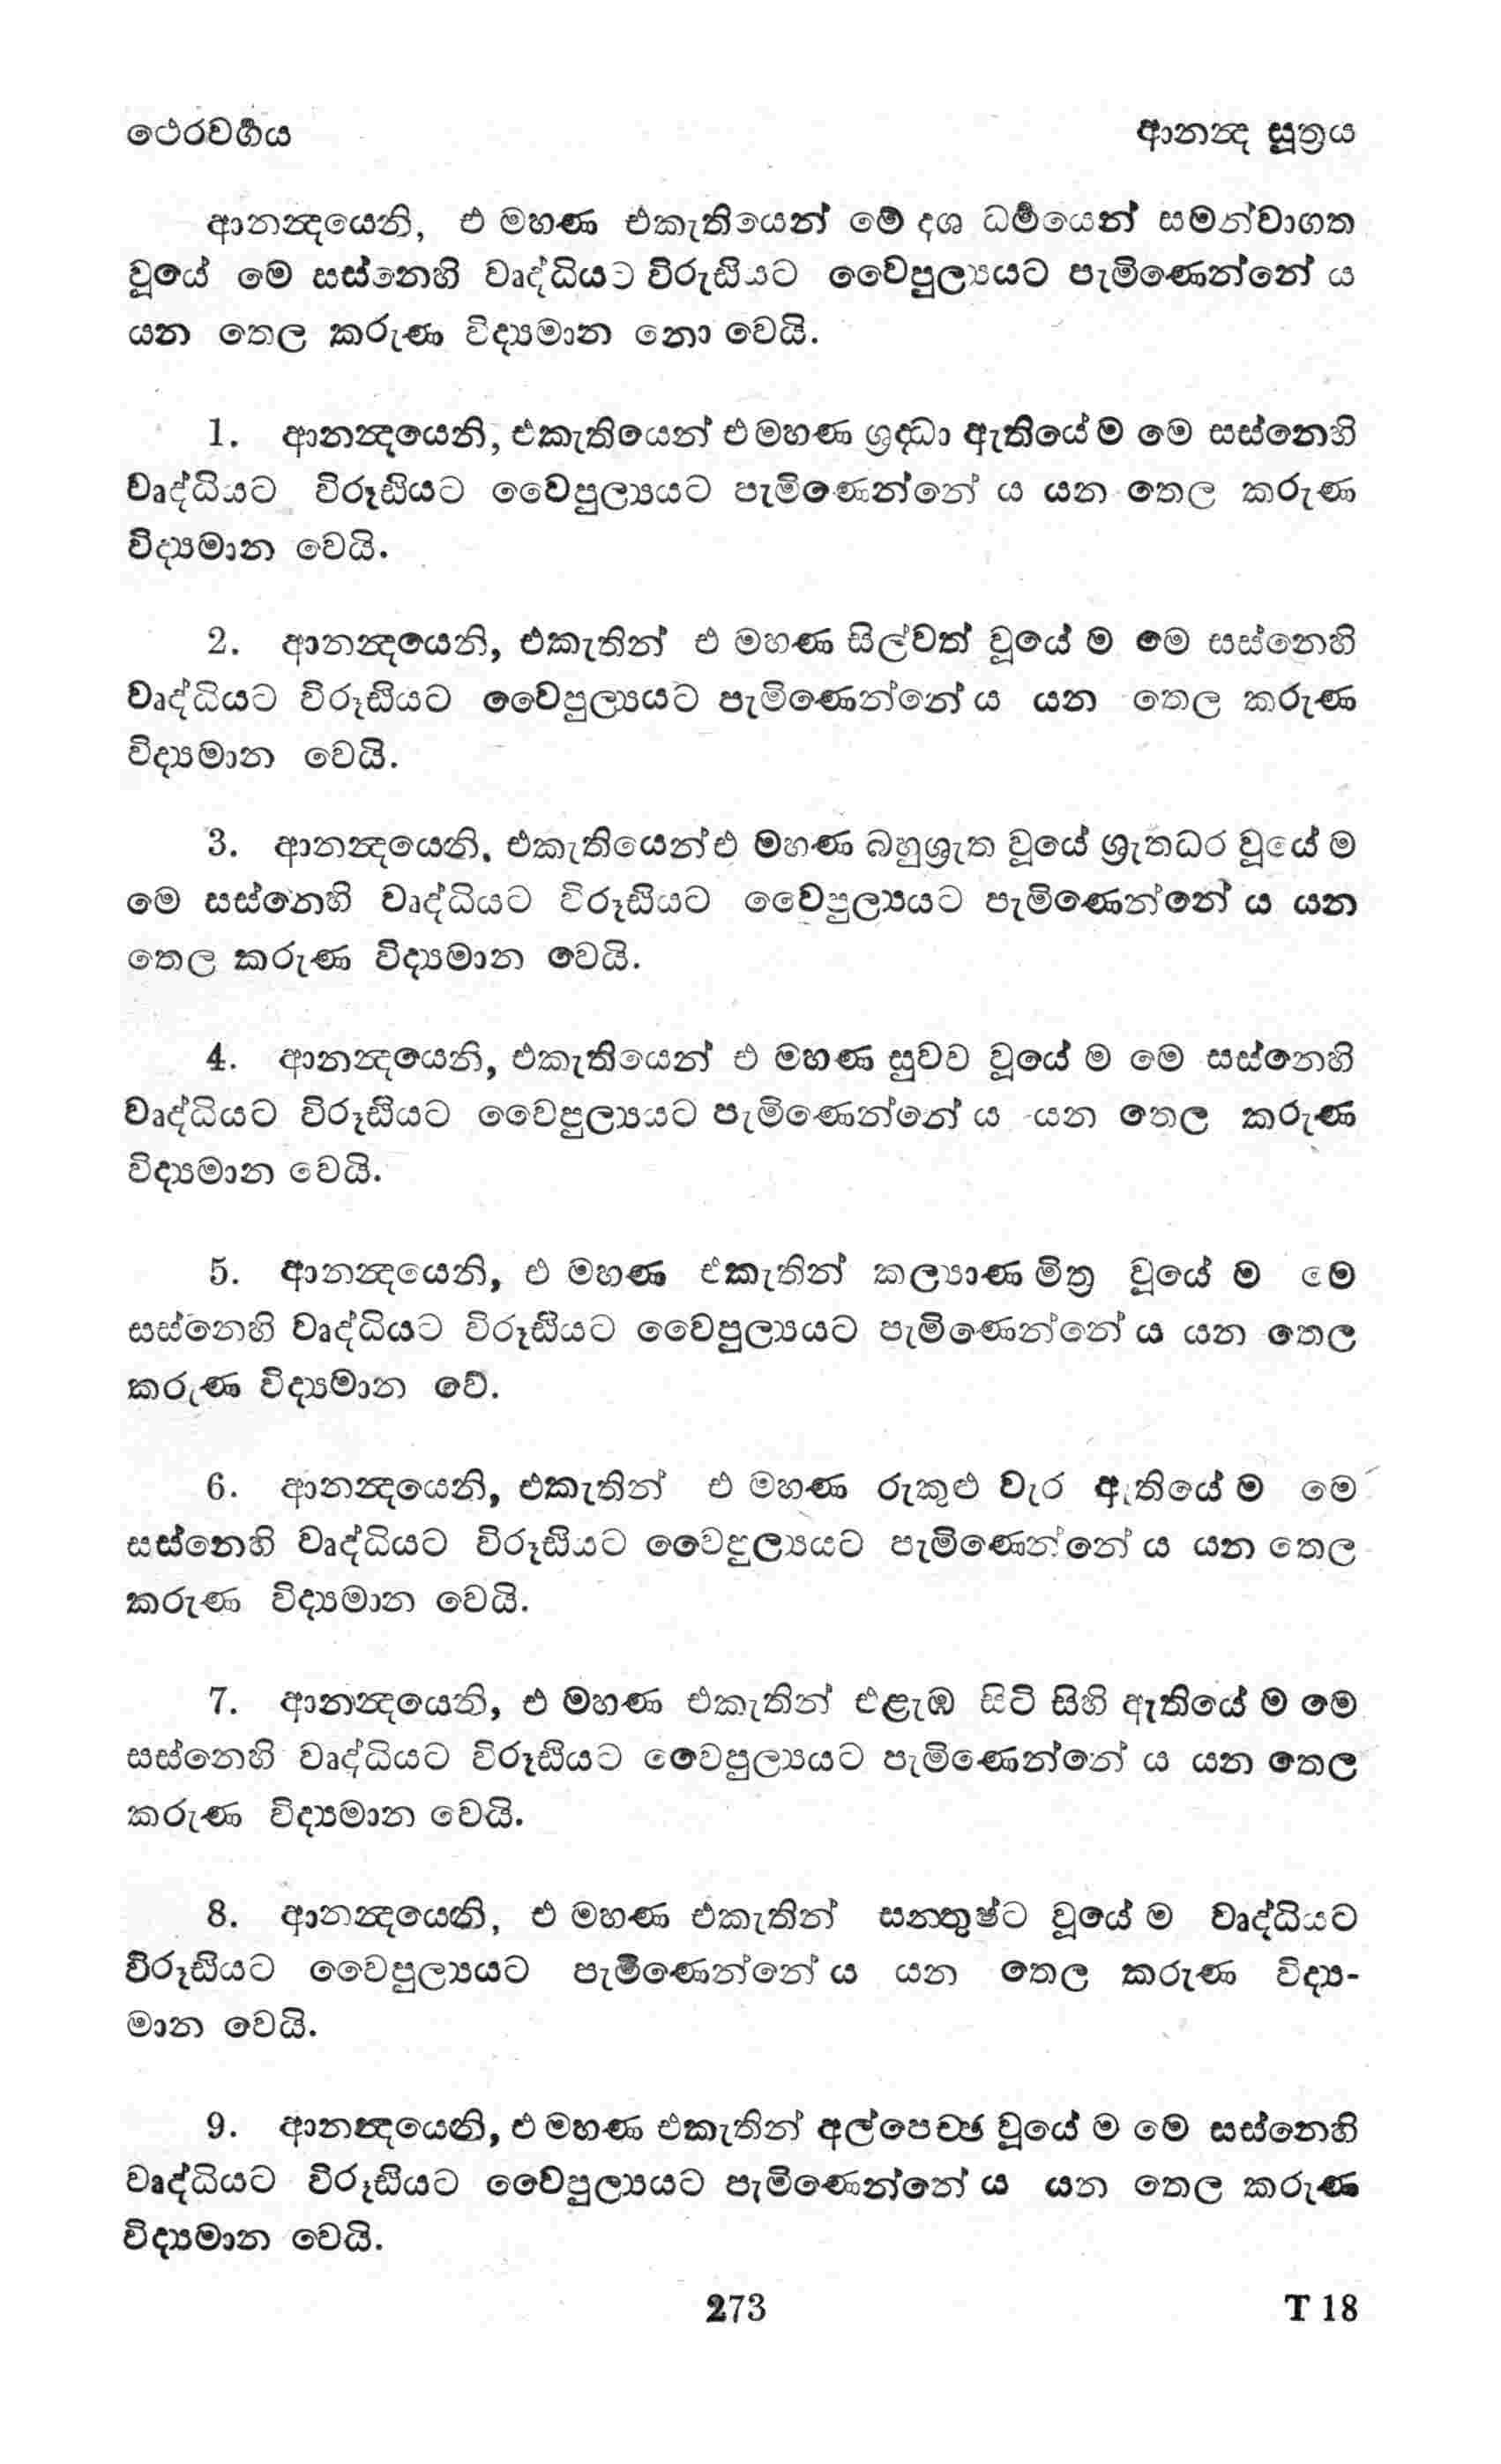 ථෙරවර්‍ගය
ආනන්‍ද සූත්‍රය
ආනන්‍දයෙනි, එ මහණ එකැතියෙන් මේ දශ ධර්‍මයෙන් සමන්වාගත
වූයේ මෙ සස්නෙහි වෘද්ධියට විරුඪියට වෛපුල්‍යයට පැමිණෙන්නේ ය
යන තෙල කරුණ විද්‍යමාන නො වෙයි.
1. ආනන්‍දයෙනි, එකැතියෙන් එ මහණ ශ්‍රද්‍ධා ඇතියේ ම මෙ සස්නෙහි
වෘද්ධියට විරූඪියට වෛපුල්‍යයට පැමිණෙන්නේ ය යන තෙල කරුණ
විද්‍යමාන වෙයි.
2. ආනන්‍දයෙනි, එකැතින් එ මහණ සිල්වත් වූයේ ම මෙ සස්නෙහි
වෘද්ධියට විරූඪියට වෛපුල්‍යයට පැමිණෙන්නේ ය යන තෙල කරුණ
විද්‍යමාන වෙයි.
3. ආනන්‍දයෙනි, එකැතියෙන් එ මහණ බහුශ්‍රැත වූයේ ශ්‍රැතධර වූයේ ම
මෙ සස්නෙහි වෘද්ධියට විරූඪියට වෛපුල්‍යයට පැමිණෙන්නේ ය යන
තෙල කරුණ විද්‍යමාන වෙයි.
4. ආනන්‍දයෙනි, එකැතියෙන් එ මහණ සුවච වූයේ ම මෙ සස්නෙහි
වෘද්ධියට විරූඪියට වෛපුල්‍යයට පැමිණෙන්නේ ය යන තෙල කරුණ
විද්‍යමාන වෙයි.
5. ආනන්‍දයෙනි, එ මහණ එකැතින් කල්‍යාණ මිත්‍ර වූයේ ම මෙ
සස්නෙහි වෘද්ධියට විරූඪියට වෛපුල්‍යයට පැමිණෙන්නේ ය යන තෙල
කරුණ විද්‍යමාන වේ.
6. ආනන්‍දයෙනි, එකැතින් එ මහණ රුකුළු වැර ඇතියේ ම මෙ
සස්නෙහි වෘද්ධියට විරූඪියට වෛපුල්‍යයට පැමිණෙන්නේ ය යන තෙල
කරුණ විද්‍යමාන වෙයි.
7. ආනන්‍දයෙනි, එ මහණ එකැතින් එළැඹ සිටි සිහි ඇතියේ ම මෙ
සස්නෙහි වෘද්ධියට විරූඪියට වෛපුල්‍යයට පැමිණෙන්නේ ය යන තෙල
කරුණ විද්‍යමාන වෙයි.
8. ආනන්‍දයෙනි, එ මහණ එකැතින් සන්‍තුෂ්ට වූයේ ම වෘද්ධියට
විරූඪියට වෛපුල්‍යයට පැමිණෙන්නේ ය යන තෙල කරුණ විද්‍ය-
මාන වෙයි.
9. ආනන්‍දයෙනි, එ මහණ එකැතින් අල්පෙච්ඡ වූයේ ම මෙ සස්නෙහි
වෘද්ධියට විරූඪියට වෛපුල්‍යයට පැමිණෙන්නේ ය යන තෙල කරුණ
විද්‍යමාන වෙයි.
273
T 18